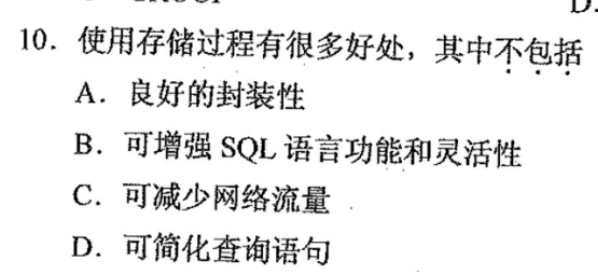 D.
10. 使用存储过程有很多好处，其中不包括
A. 良好的封装性
B. 可增强 SQL 语言功能和灵活性
C. 可减少网络流量
D. 可简化查询语句